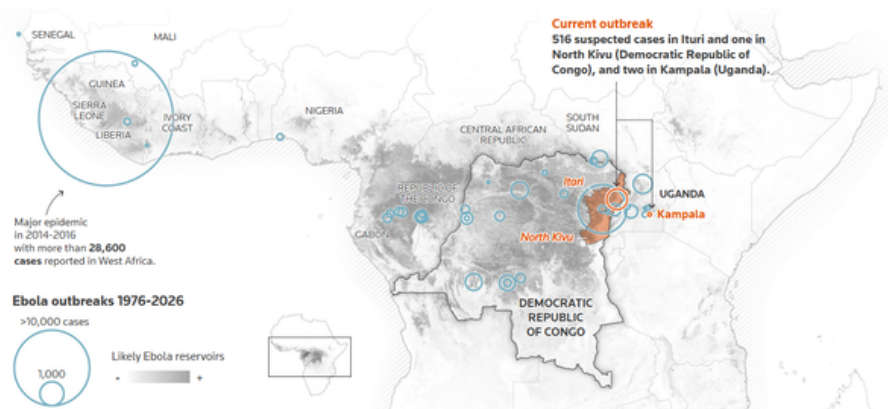 Current outbreak
516 suspected cases in Ituri and one in
North Kivu (Democratic Republic of
Congo), and two in Kampala (Uganda).
SENEGAL
MALI
GUINEA
SIERRA
LEONE
LIBERIA
IVORY
COAST
NIGERIA
CENTRAL AFRICAN
REPUBLIC
SOUTH
SUDAN
REPUBLIC OF
THE CONGO
GABON
Itari
UGANDA
Kampala
North Kivu
DEMOCRATIC
REPUBLIC
OF CONGO
Major epidemic
in 2014-2016
with more than 28,600
cases reported in West Africa.
Ebola outbreaks 1976-2026
>10,000 cases
1,000
Likely Ebola reservoirs
- +